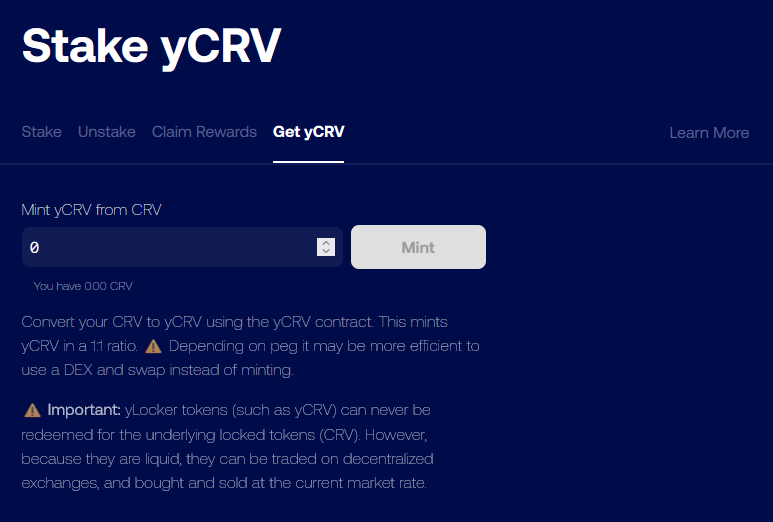 Stake yCRV
Stake Unstake Claim Rewards Get yCRV Learn More
Mint yCRV from CRV
0 Mint
You have 0.00 CRV
Convert your CRV to yCRV using the yCRV contract. This mints
yCRV in a 1:1 ratio. ⚠️ Depending on peg it may be more efficient to
use a DEX and swap instead of minting.
⚠️ Important: yLocker tokens (such as yCRV) can never be
redeemed for the underlying locked tokens (CRV). However,
because they are liquid, they can be traded on decentralized
exchanges, and bought and sold at the current market rate.